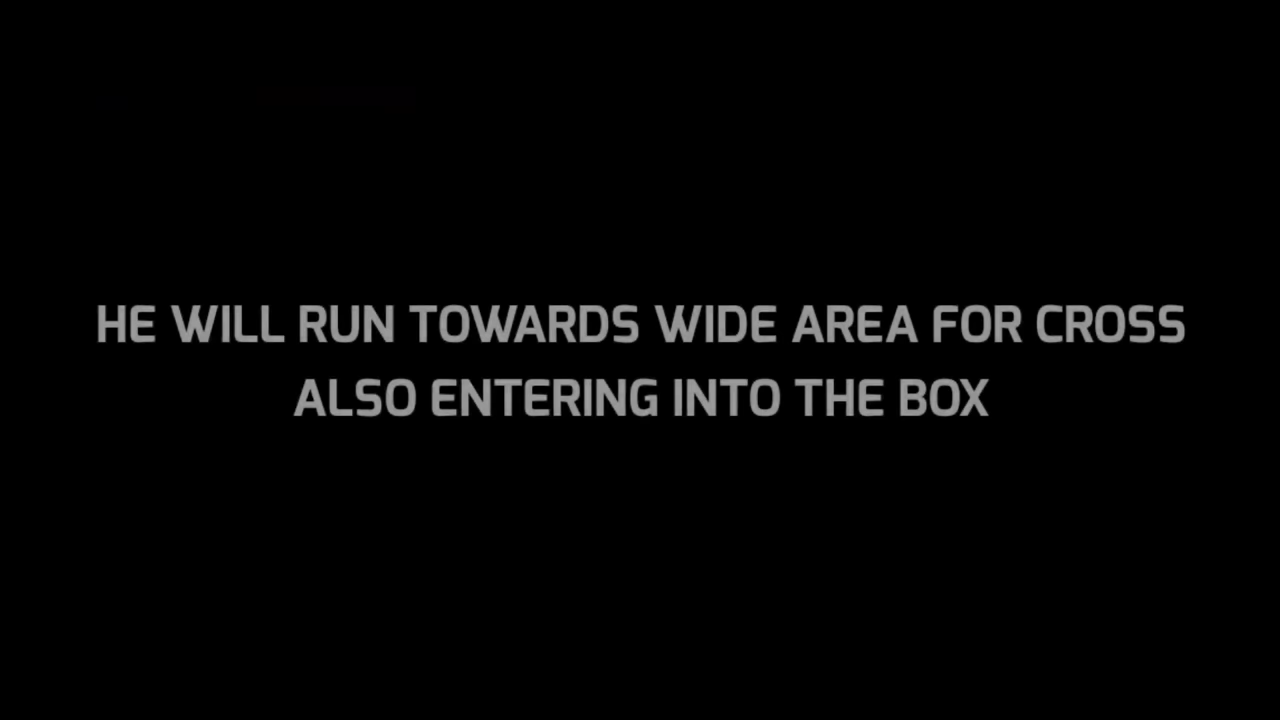 HE WILL RUN TOWARDS WIDE AREA FOR CROSS
ALSO ENTERING INTO THE BOX